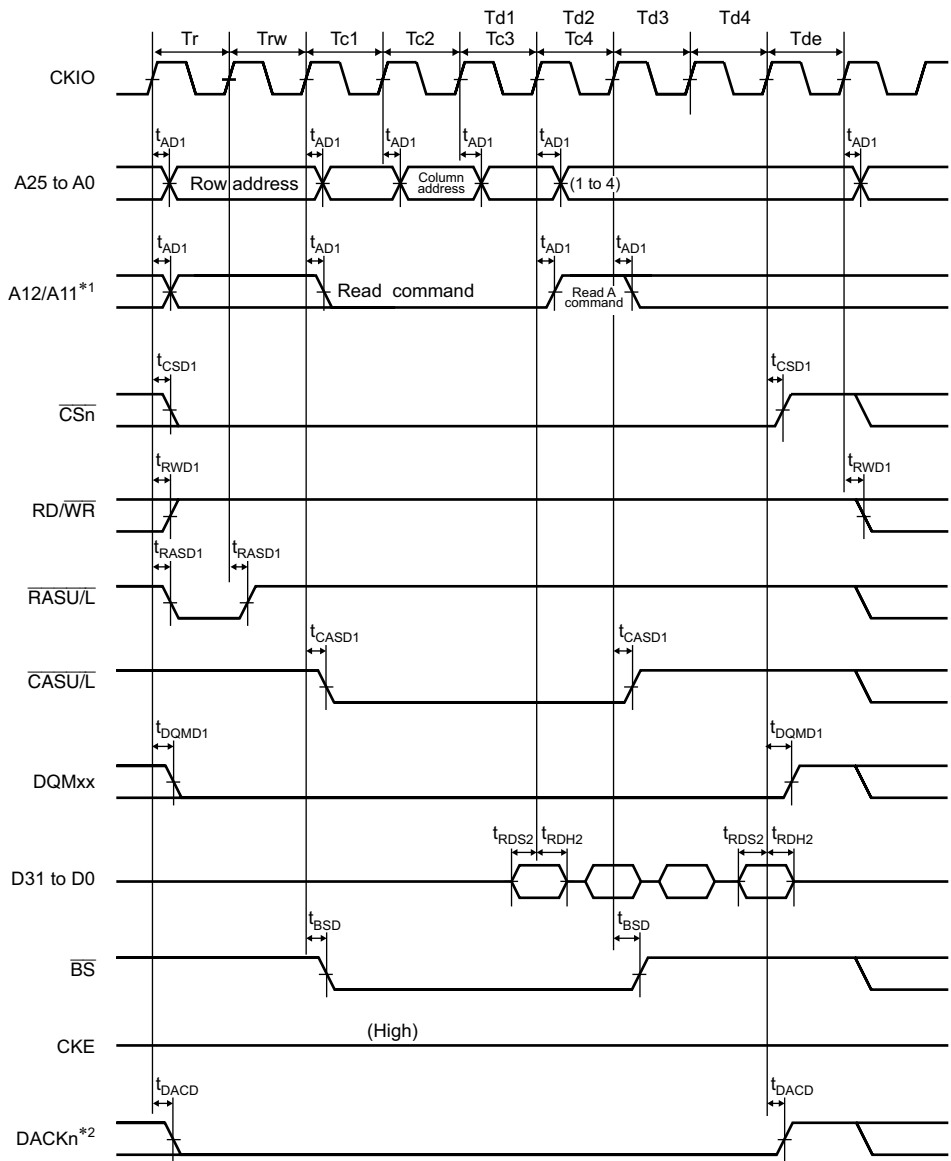 Td1 Td2 Td3 Td4
Tr Trw Tc1 Tc2 Tc3 Tc4 Tde
CKIO
tAD1 tAD1 tAD1 tAD1 tAD1 tAD1
A25 to A0
Row address
Column
address
(1 to 4)
tAD1 tAD1 tAD1 tAD1
A12/A11*1
Read command
Read A
command
tCSD1 tCSD1
CSn
tRWD1 tRWD1
RD/WR
tRASD1 tRASD1
RASU/L
tCASD1 tCASD1
CASU/L
tDQMD1 tDQMD1
DQMxx
tRDS2 tRDH2 tRDS2 tRDH2
D31 to D0
tBSD tBSD
BS
(High)
CKE
tDACD tDACD
DACKn*2